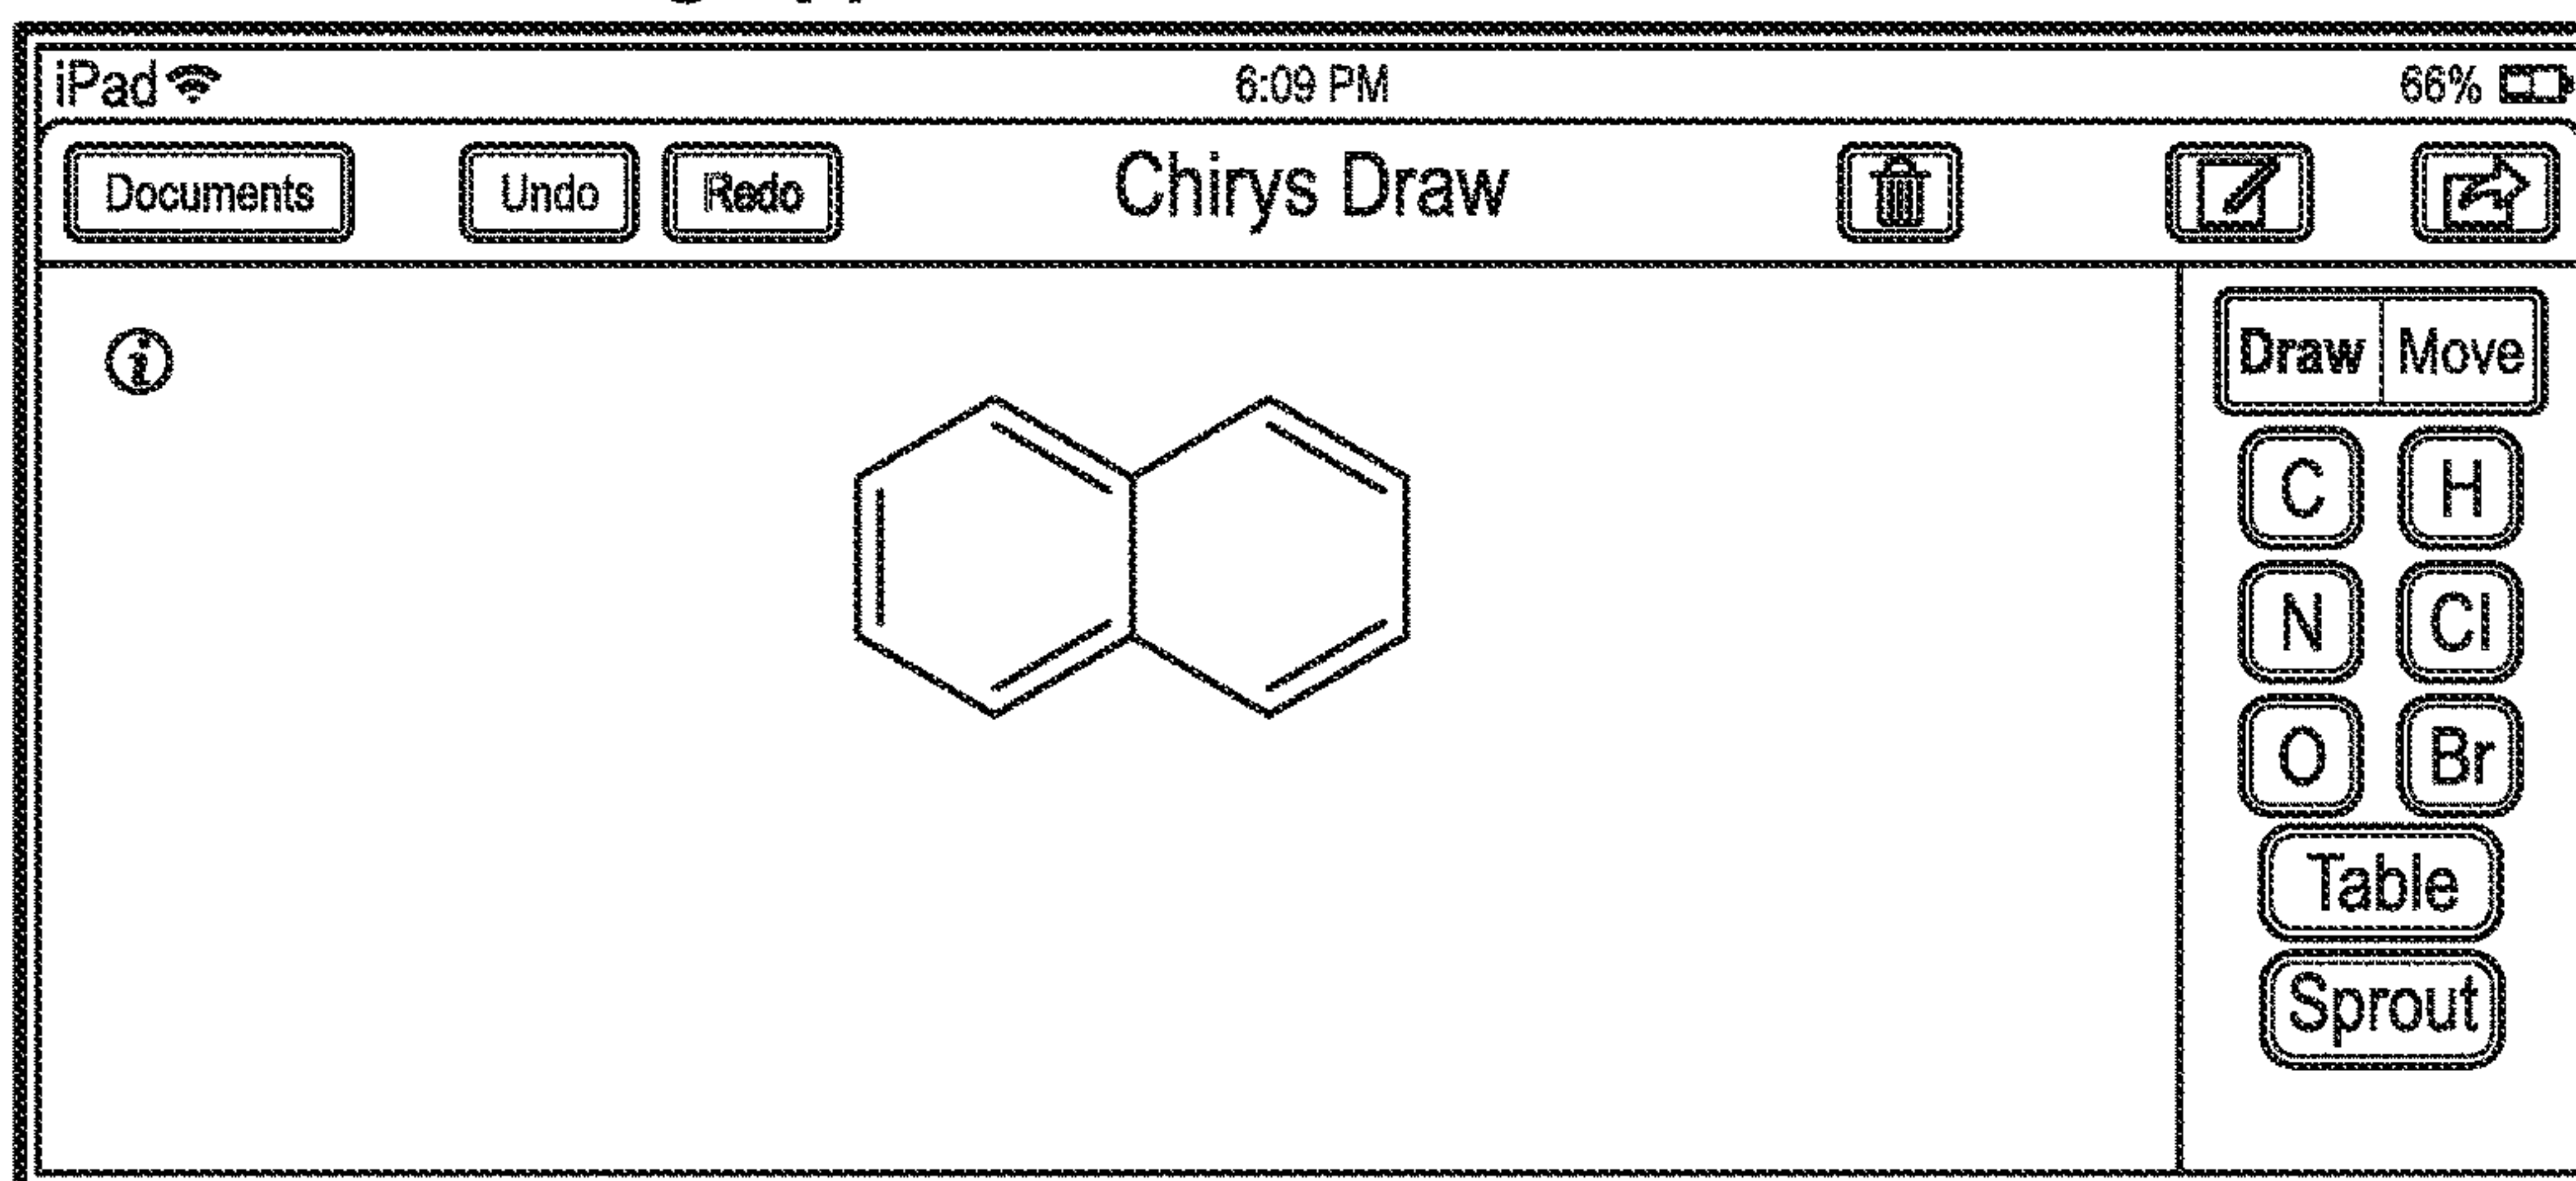 iPad 6:09 PM 66%
Documents Undo Redo Chirys Draw
i
Draw Move
C H
N Cl
O Br
Table
Sprout